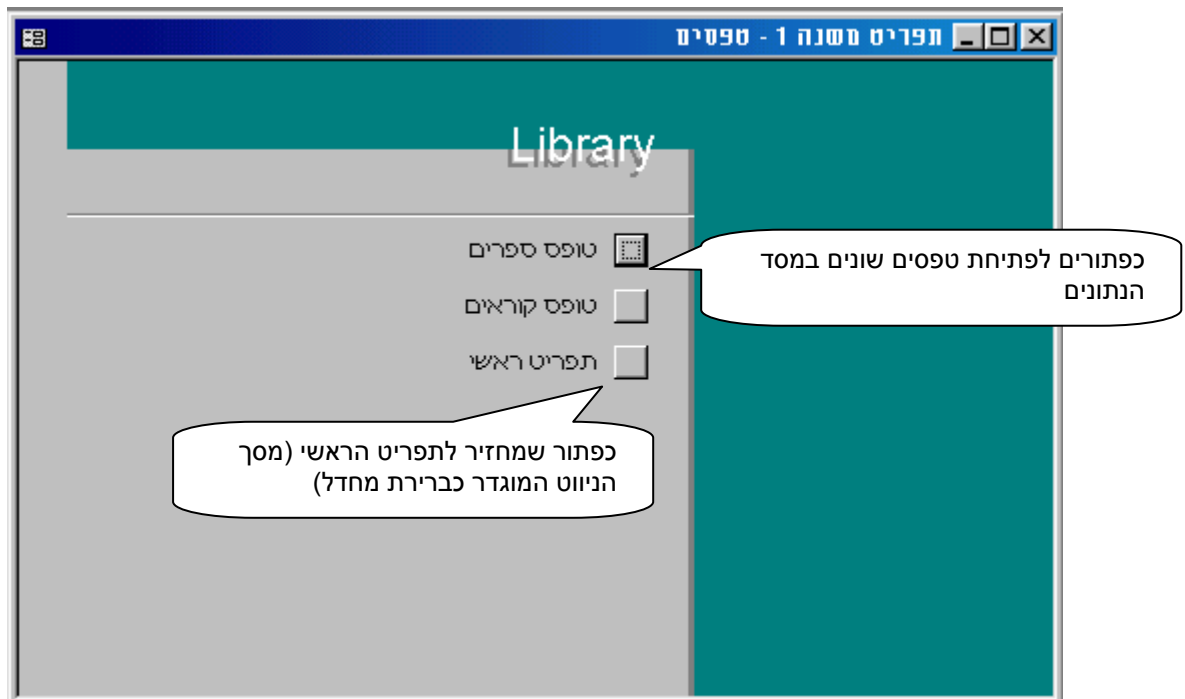 תפריט משנה 1 - טפסים
Library
טופס ספרים
כפתורים לפתיחת טפסים שונים במסד
הנתונים
טופס קוראים
תפריט ראשי
כפתור שמחזיר לתפריט הראשי (מסך
הניווט המוגדר כברירת מחדל)